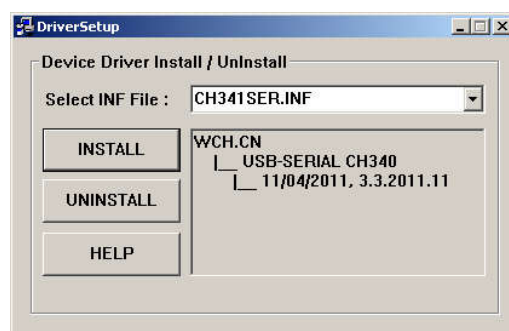 DriverSetup
Device Driver Install / UnInstall
Select INF File :
CH341SER.INF
INSTALL
UNINSTALL
HELP
WCH.CN
|__ USB-SERIAL CH340
|__ 11/04/2011, 3.3.2011.11